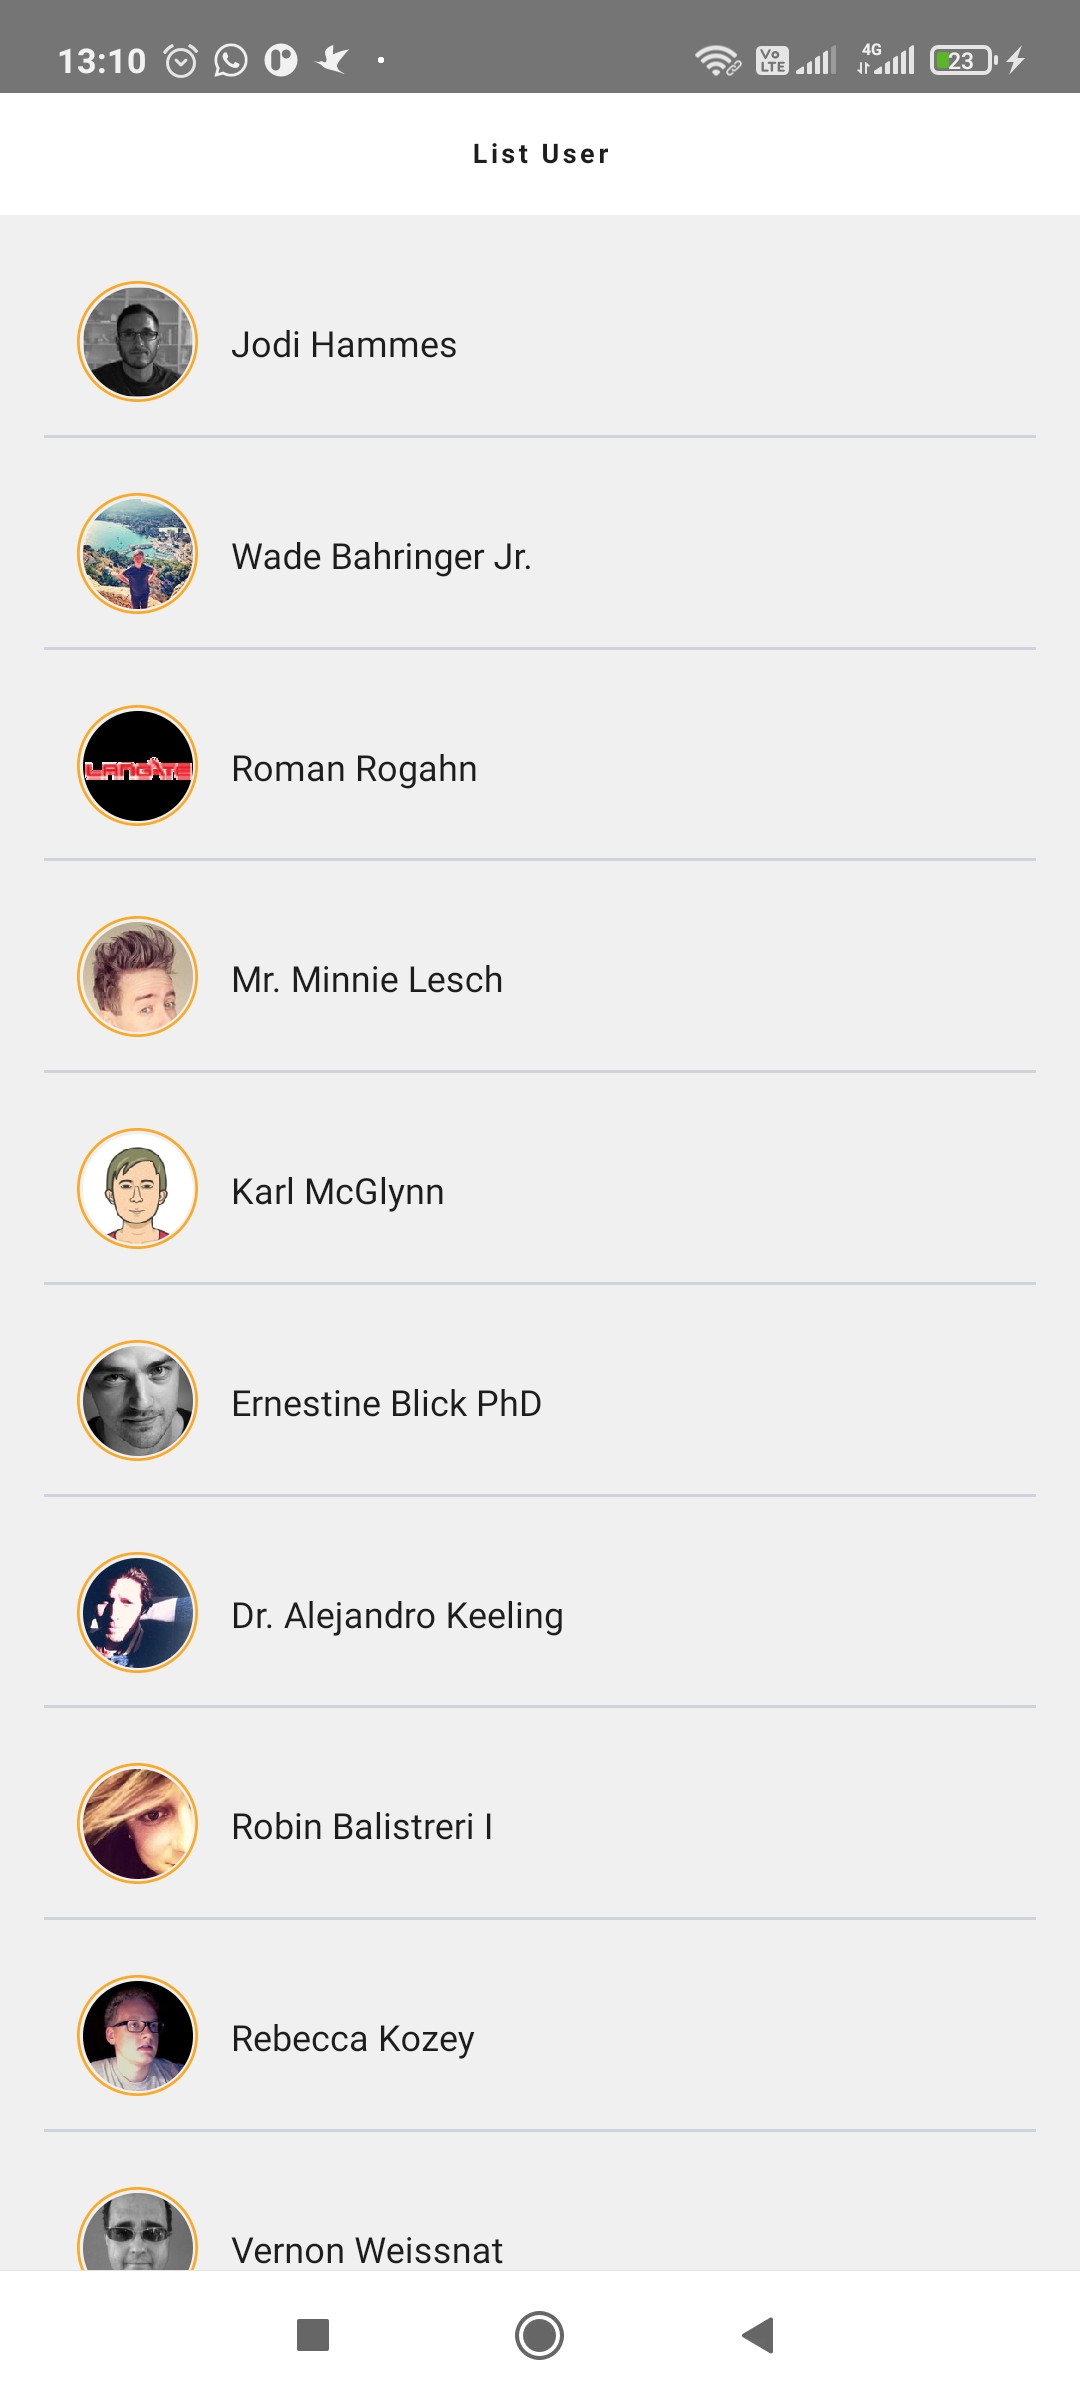 13:10
Vo LTE
4G
23
List User
Jodi Hammes
Wade Bahringer Jr.
LANGATE
Roman Rogahn
Mr. Minnie Lesch
Karl McGlynn
Ernestine Blick PhD
Dr. Alejandro Keeling
Robin Balistreri I
Rebecca Kozey
Vernon Weissnat